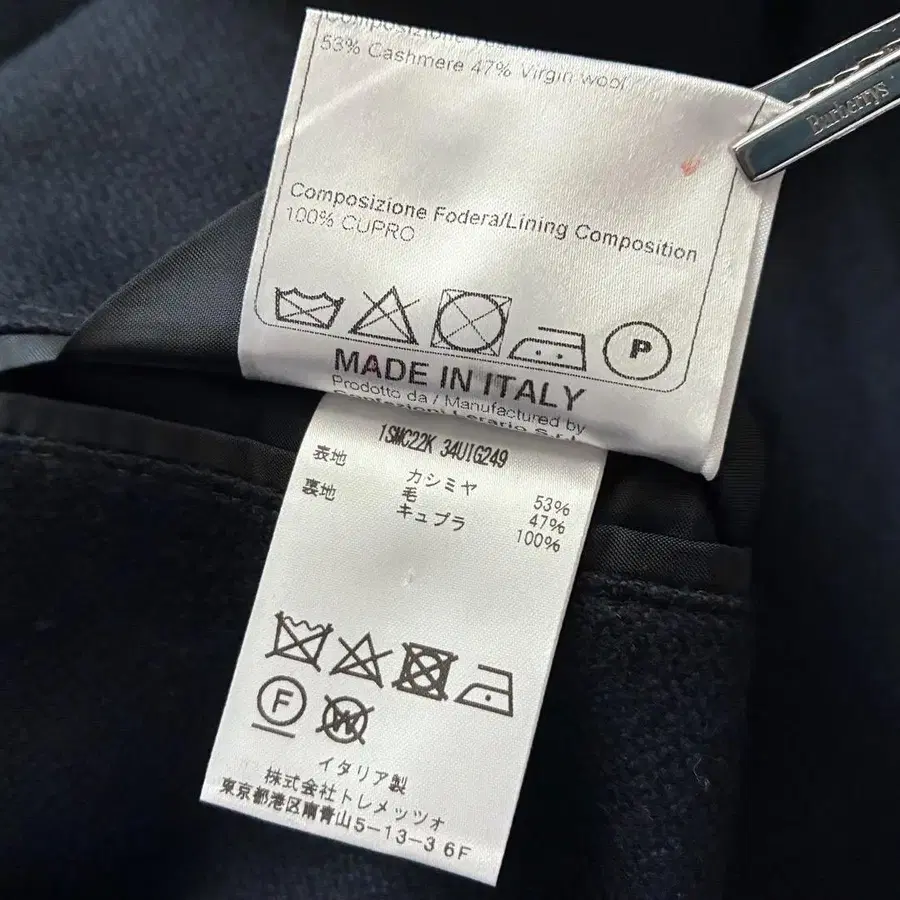 Composizione
53% Cashmere 47% Virgin wool
Burberrys
Composizione Fodera/Lining Composition
100% CUPRO
P
MADE IN ITALY
Prodotto da / Manufactured by
Confezioni Lerario S.r.l
1SMC22K 34UIG249
表地 カシミヤ 53%
毛 47%
裏地 キュプラ 100%
F
W
イタリア製
株式会社トレメッツォ
東京都港区南青山5-13-3 6F